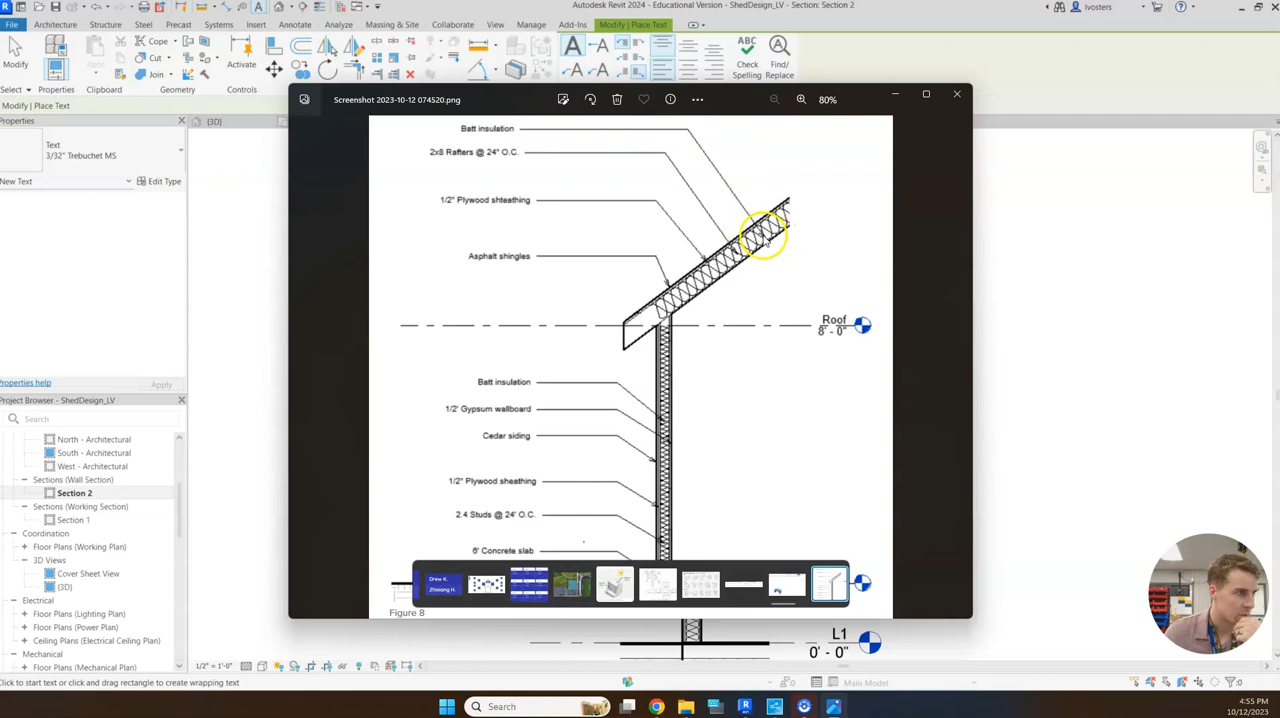 Autodesk Revit 2024 - Educational Version - ShedDesign_LV - Section: Section 2
lvosters
File
Architecture
Structure
Steel
Precast
Systems
Insert
Annotate
Analyze
Massing & Site
Collaborate
View
Manage
Add-Ins
Modify | Place Text
Modify
Cope
Cut
Join
Activate
ABC
Check Spelling
Find/ Replace
Select
Properties
Clipboard
Geometry
Controls
Modify | Place Text
Properties
Text
3/32" Trebuchet MS
New Text
Edit Type
Properties help
Apply
Project Browser - ShedDesign_LV
Search
North - Architectural
South - Architectural
West - Architectural
Sections (Wall Section)
Section 2
Sections (Working Section)
Section 1
Coordination
Floor Plans (Working Plan)
3D Views
Cover Sheet View
{3D}
Electrical
Floor Plans (Lighting Plan)
Floor Plans (Power Plan)
Ceiling Plans (Electrical Ceiling Plan)
Mechanical
Floor Plans (Mechanical Plan)
{3D}
Screenshot 2023-10-12 074520.png
80%
Batt insulation
2x8 Rafters @ 24" O.C.
1/2" Plywood shteathing
Asphalt shingles
Roof
8' - 0"
Batt insulation
1/2' Gypsum wallboard
Cedar siding
1/2" Plywood sheathing
2.4 Studs @ 24' O.C.
6' Concrete slab
Drew K.
Zhixiang H.
Figure 8
L1
0' - 0"
1/2" = 1'-0"
Click to start text or click and drag rectangle to create wrapping text
:0
Main Model
:0
Search
4:55 PM
10/12/2023